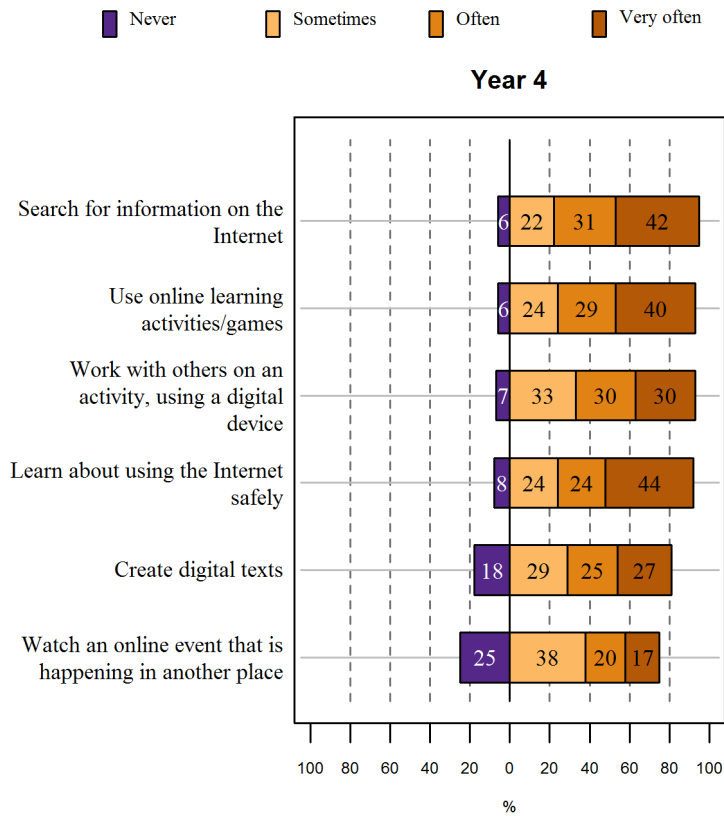 Never Sometimes Often Very often
Year 4
Search for information on the
Internet
6 22 31 42
Use online learning
activities/games
6 24 29 40
Work with others on an
activity, using a digital
device
7 33 30 30
Learn about using the Internet
safely
8 24 24 44
Create digital texts
18 29 25 27
Watch an online event that is
happening in another place
25 38 20 17
100 80 60 40 20 0 20 40 60 80 100
%